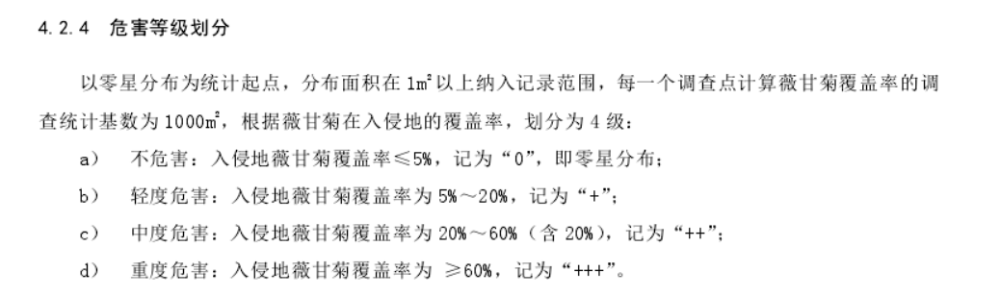 4.2.4 危害等级划分
以零星分布为统计起点，分布面积在 1㎡以上纳入记录范围，每一个调查点计算薇甘菊覆盖率的调
查统计基数为 1000㎡，根据薇甘菊在入侵地的覆盖率，划分为 4 级：
a） 不危害：入侵地薇甘菊覆盖率≤5%，记为“0”，即零星分布；
b） 轻度危害：入侵地薇甘菊覆盖率为 5%～20%，记为“+”；
c） 中度危害：入侵地薇甘菊覆盖率为 20%～60%（含 20%），记为“++”；
d） 重度危害：入侵地薇甘菊覆盖率为 ≥60%，记为“+++”。